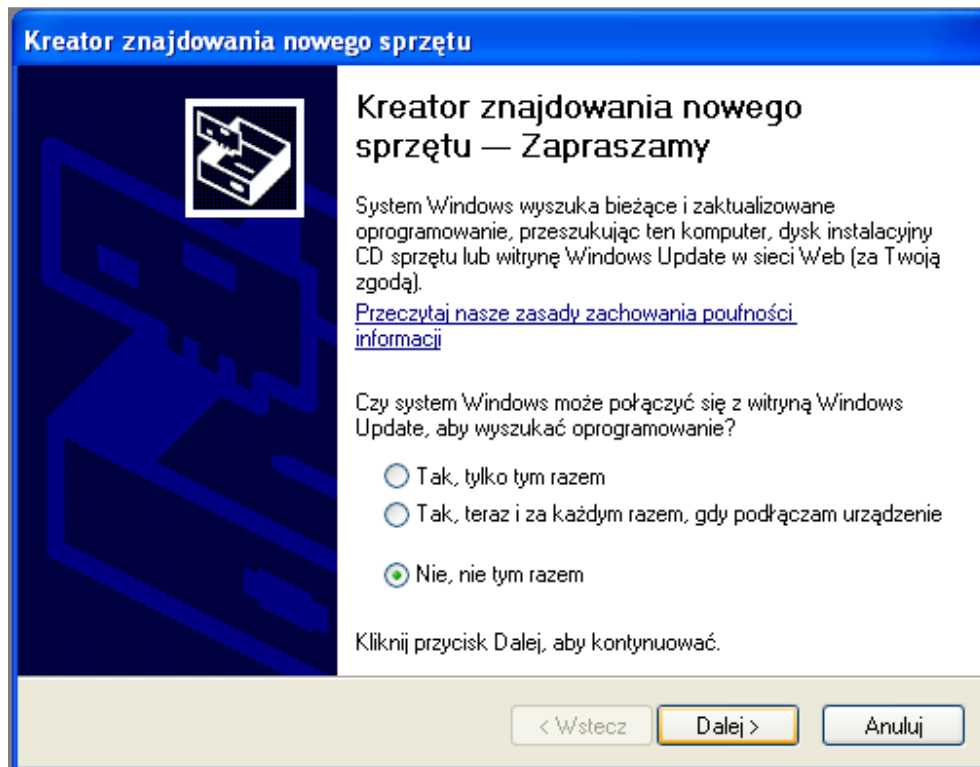 Kreator znajdowania nowego sprzętu
Kreator znajdowania nowego
sprzętu — Zapraszamy
System Windows wyszuka bieżące i zaktualizowane
oprogramowanie, przeszukując ten komputer, dysk instalacyjny
CD sprzętu lub witrynę Windows Update w sieci Web (za Twoją
zgodą).
Przeczytaj nasze zasady zachowania poufności
informacji
Czy system Windows może połączyć się z witryną Windows
Update, aby wyszukać oprogramowanie?
Tak, tylko tym razem
Tak, teraz i za każdym razem, gdy podłączam urządzenie
Nie, nie tym razem
Kliknij przycisk Dalej, aby kontynuować.
< Wstecz Dalej > Anuluj